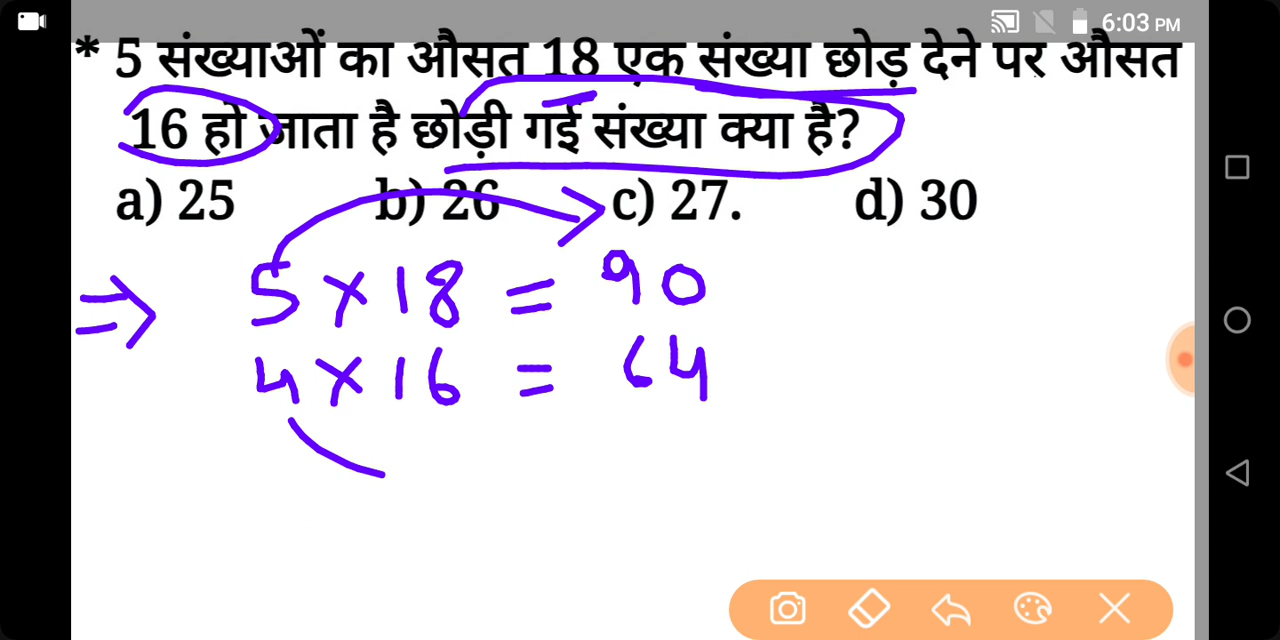 6:03 PM
* 5 संख्याओं का औसत 18 एक संख्या छोड़ देने पर औसत
16 हो जाता है छोड़ी गई संख्या क्या है?
a) 25 b) 26 c) 27. d) 30
⇒ 5 × 18 = 90
4 × 16 = 64